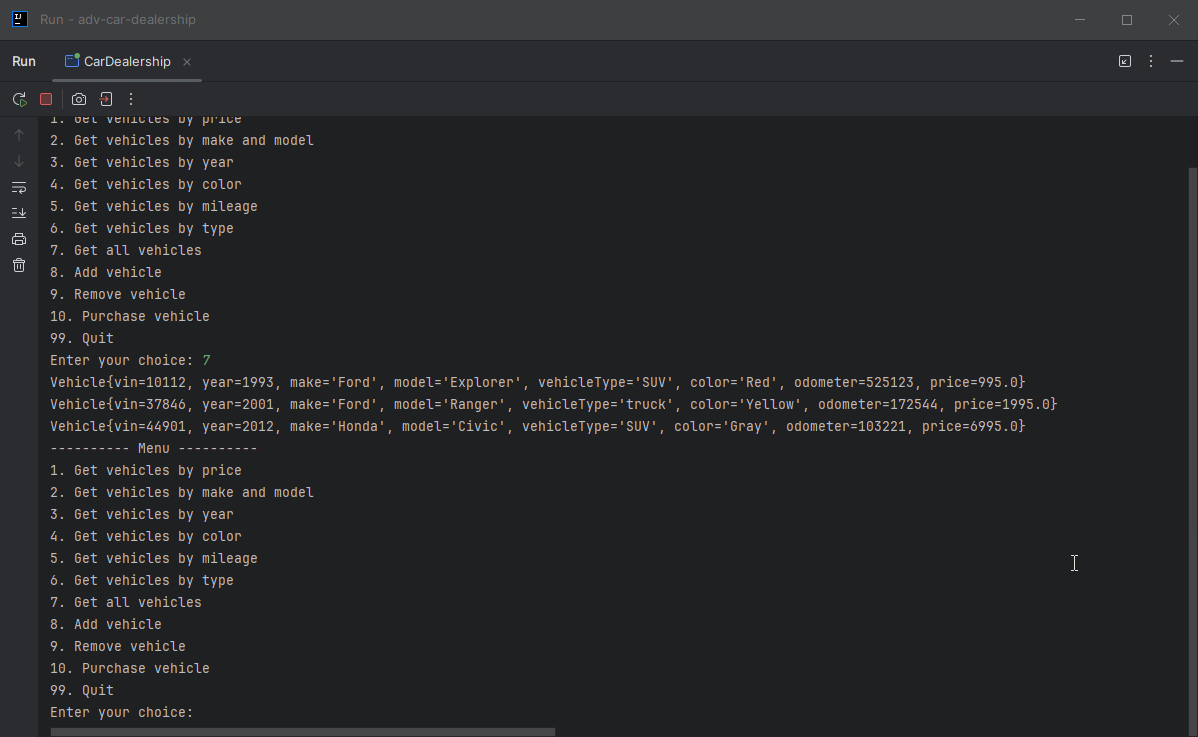 Run - adv-car-dealership
Run
CarDealership
1. Get vehicles by price
2. Get vehicles by make and model
3. Get vehicles by year
4. Get vehicles by color
5. Get vehicles by mileage
6. Get vehicles by type
7. Get all vehicles
8. Add vehicle
9. Remove vehicle
10. Purchase vehicle
99. Quit
Enter your choice: 7
Vehicle{vin=10112, year=1993, make='Ford', model='Explorer', vehicleType='SUV', color='Red', odometer=525123, price=995.0}
Vehicle{vin=37846, year=2001, make='Ford', model='Ranger', vehicleType='truck', color='Yellow', odometer=172544, price=1995.0}
Vehicle{vin=44901, year=2012, make='Honda', model='Civic', vehicleType='SUV', color='Gray', odometer=103221, price=6995.0}
---------- Menu ----------
1. Get vehicles by price
2. Get vehicles by make and model
3. Get vehicles by year
4. Get vehicles by color
5. Get vehicles by mileage
6. Get vehicles by type
7. Get all vehicles
8. Add vehicle
9. Remove vehicle
10. Purchase vehicle
99. Quit
Enter your choice: